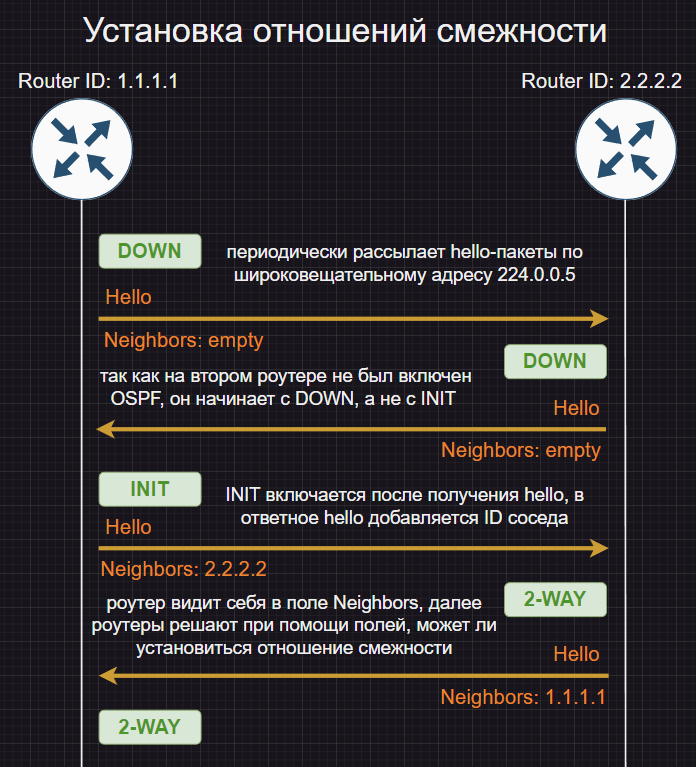 Установка отношений смежности
Router ID: 1.1.1.1
Router ID: 2.2.2.2
DOWN
периодически рассылает hello-пакеты по
широковещательному адресу 224.0.0.5
Hello
Neighbors: empty
DOWN
так как на втором роутере не был включен
OSPF, он начинает с DOWN, а не с INIT
Hello
Neighbors: empty
INIT
INIT включается после получения hello, в
ответное hello добавляется ID соседа
Hello
Neighbors: 2.2.2.2
2-WAY
роутер видит себя в поле Neighbors, далее
роутеры решают при помощи полей, может ли
установиться отношение смежности
Hello
Neighbors: 1.1.1.1
2-WAY